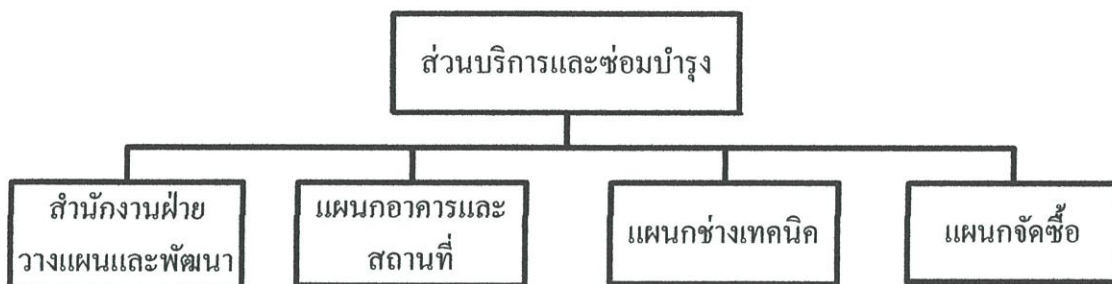 ส่วนบริการและซ่อมบำรุง
สำนักงานฝ่าย
วางแผนและพัฒนา
แผนกอาคารและ
สถานที่
แผนกช่างเทคนิค
แผนกจัดซื้อ